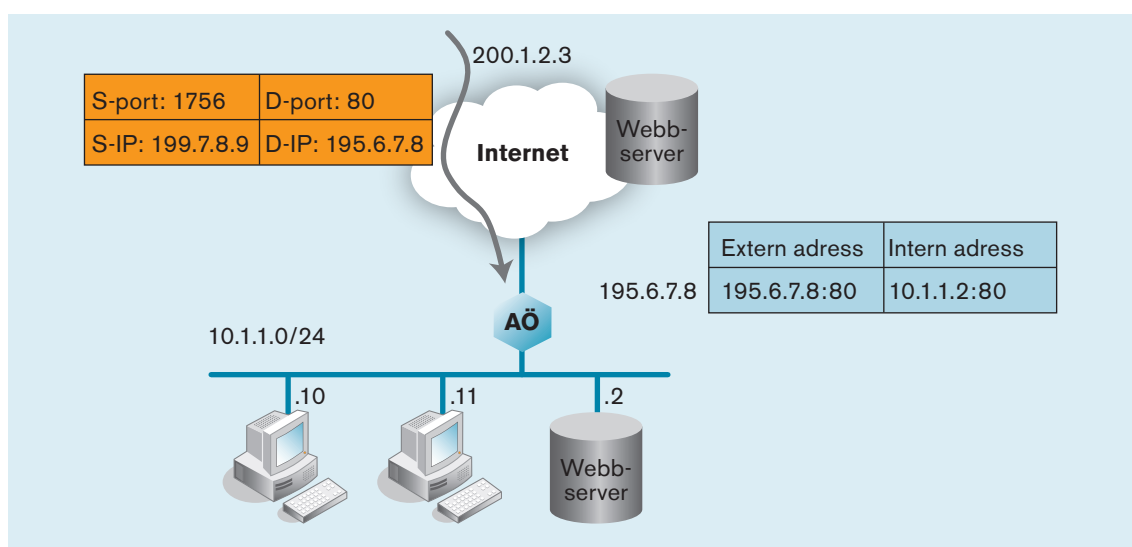 200.1.2.3
S-port: 1756 D-port: 80
S-IP: 199.7.8.9 D-IP: 195.6.7.8
Internet
Webb-
server
Extern adress Intern adress
195.6.7.8 195.6.7.8:80 10.1.1.2:80
AÖ
10.1.1.0/24
.10 .11 .2
Webb-
server